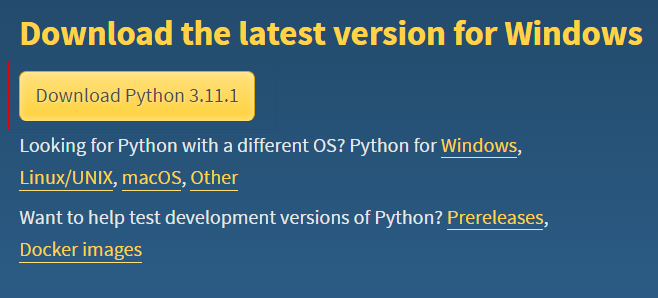 Download the latest version for Windows
Download Python 3.11.1
Looking for Python with a different OS? Python for Windows,
Linux/UNIX, macOS, Other
Want to help test development versions of Python? Prereleases,
Docker images